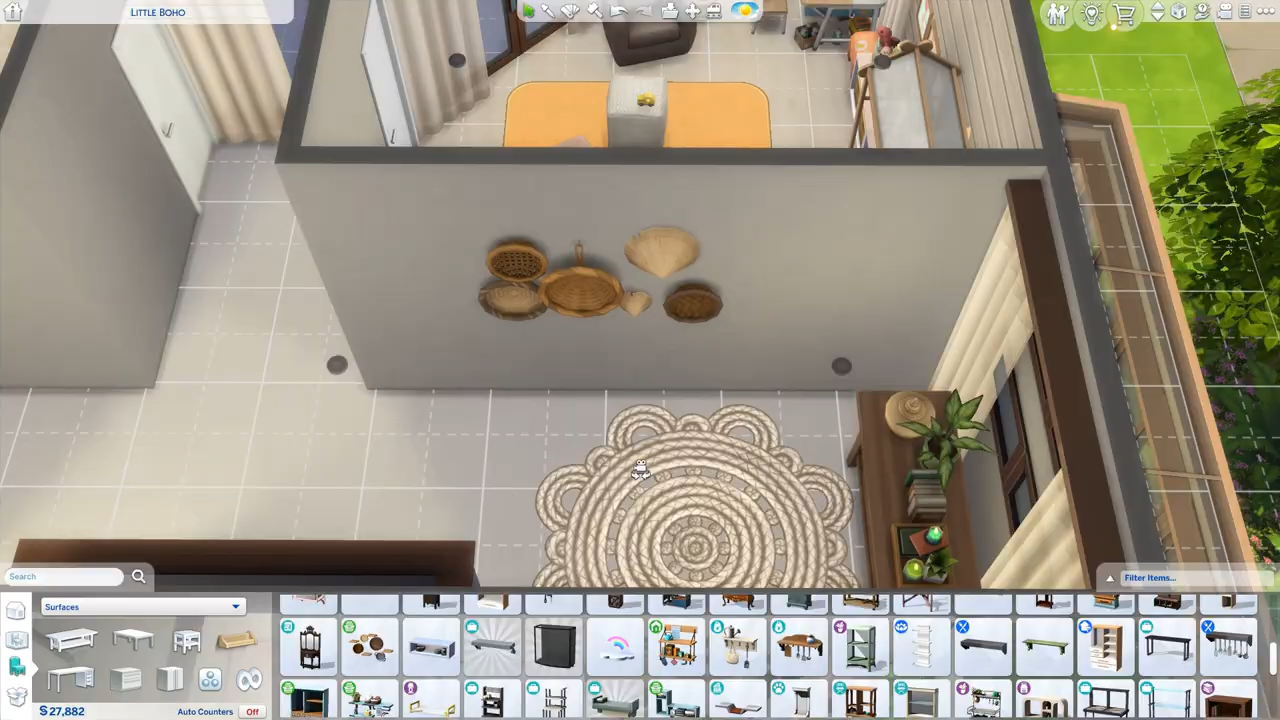 LITTLE BOHO
Search
Filter Items...
Surfaces
§27,882
Auto Counters
Off